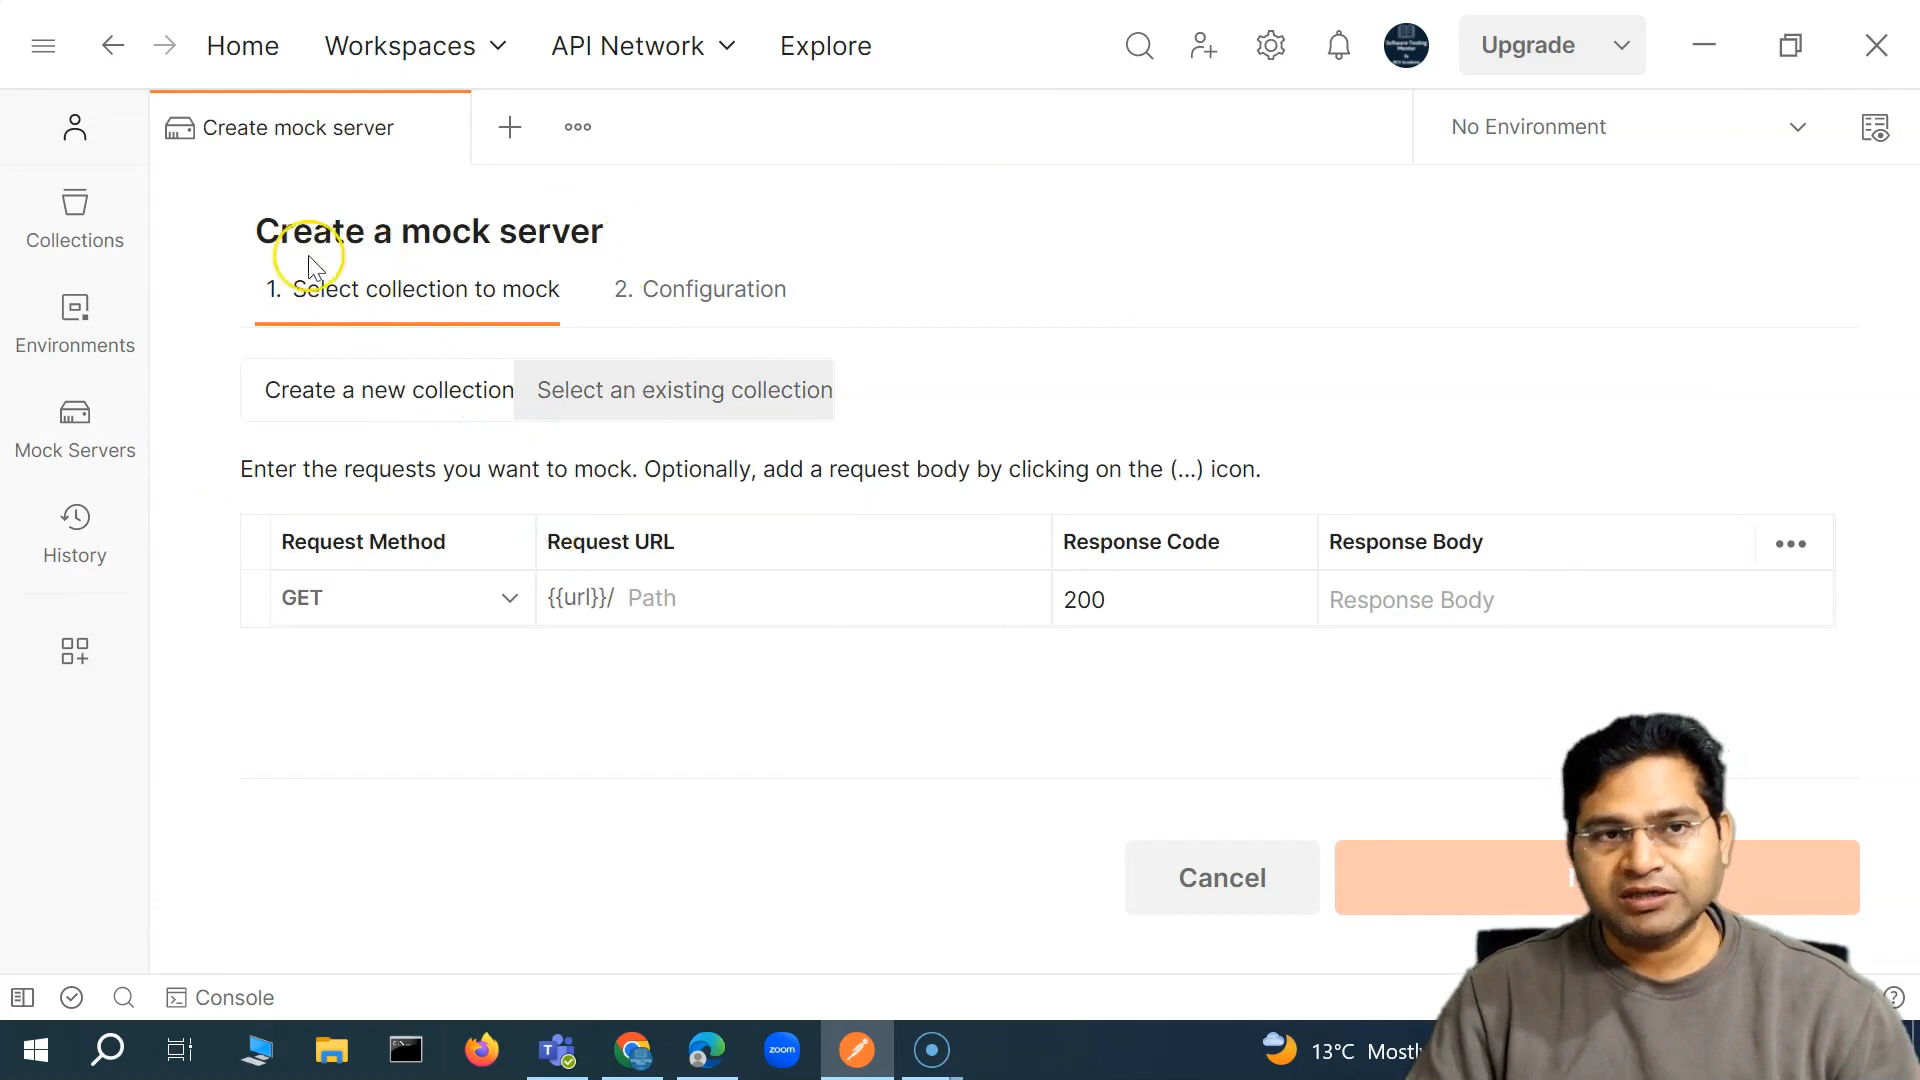 Home Workspaces API Network Explore Upgrade
Create mock server No Environment
Collections
Environments
Mock Servers
History
Create a mock server
1. Select collection to mock 2. Configuration
Create a new collection Select an existing collection
Enter the requests you want to mock. Optionally, add a request body by clicking on the (...) icon.
Request Method Request URL Response Code Response Body
GET {{url}}/ Path 200 Response Body
Cancel
Console
zoom 13°C